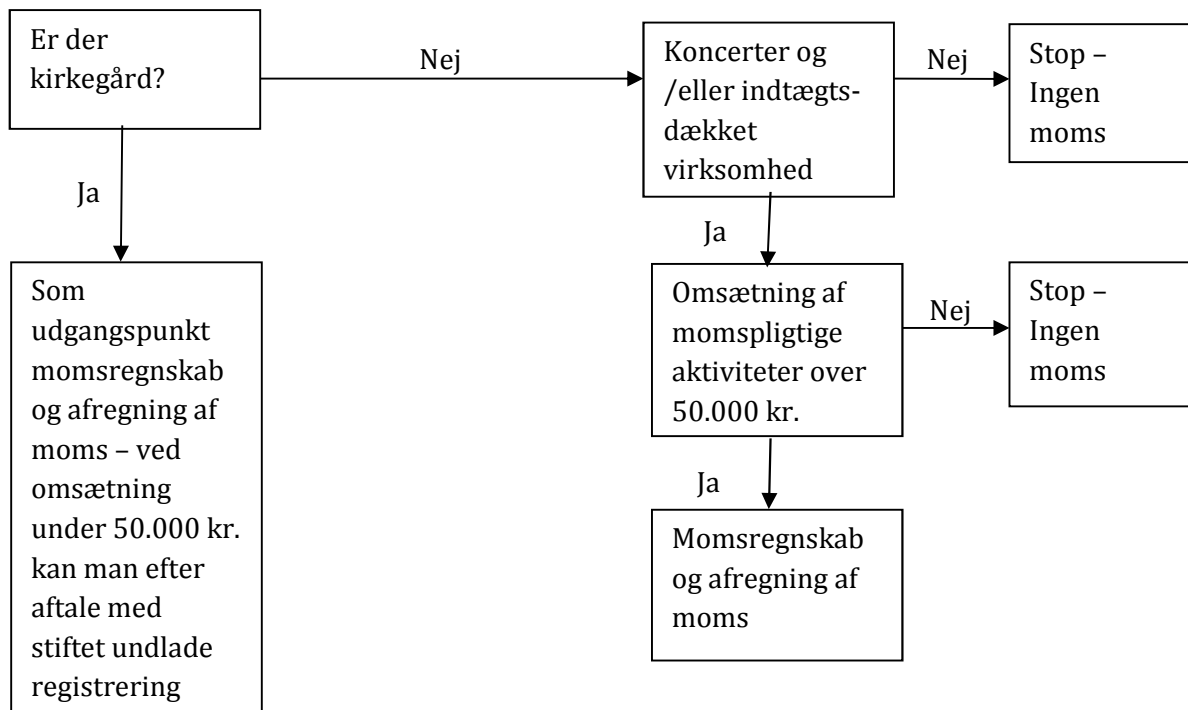 Er der
kirkegård?
Nej
Koncerter og
/eller indtægts-
dækket
virksomhed
Nej
Stop –
Ingen
moms
Ja
Ja
Som
udgangspunkt
momsregnskab
og afregning af
moms – ved
omsætning
under 50.000 kr.
kan man efter
aftale med
stiftet undlade
registrering
Omsætning af
momspligtige
aktiviteter over
50.000 kr.
Nej
Stop –
Ingen
moms
Ja
Momsregnskab
og afregning af
moms